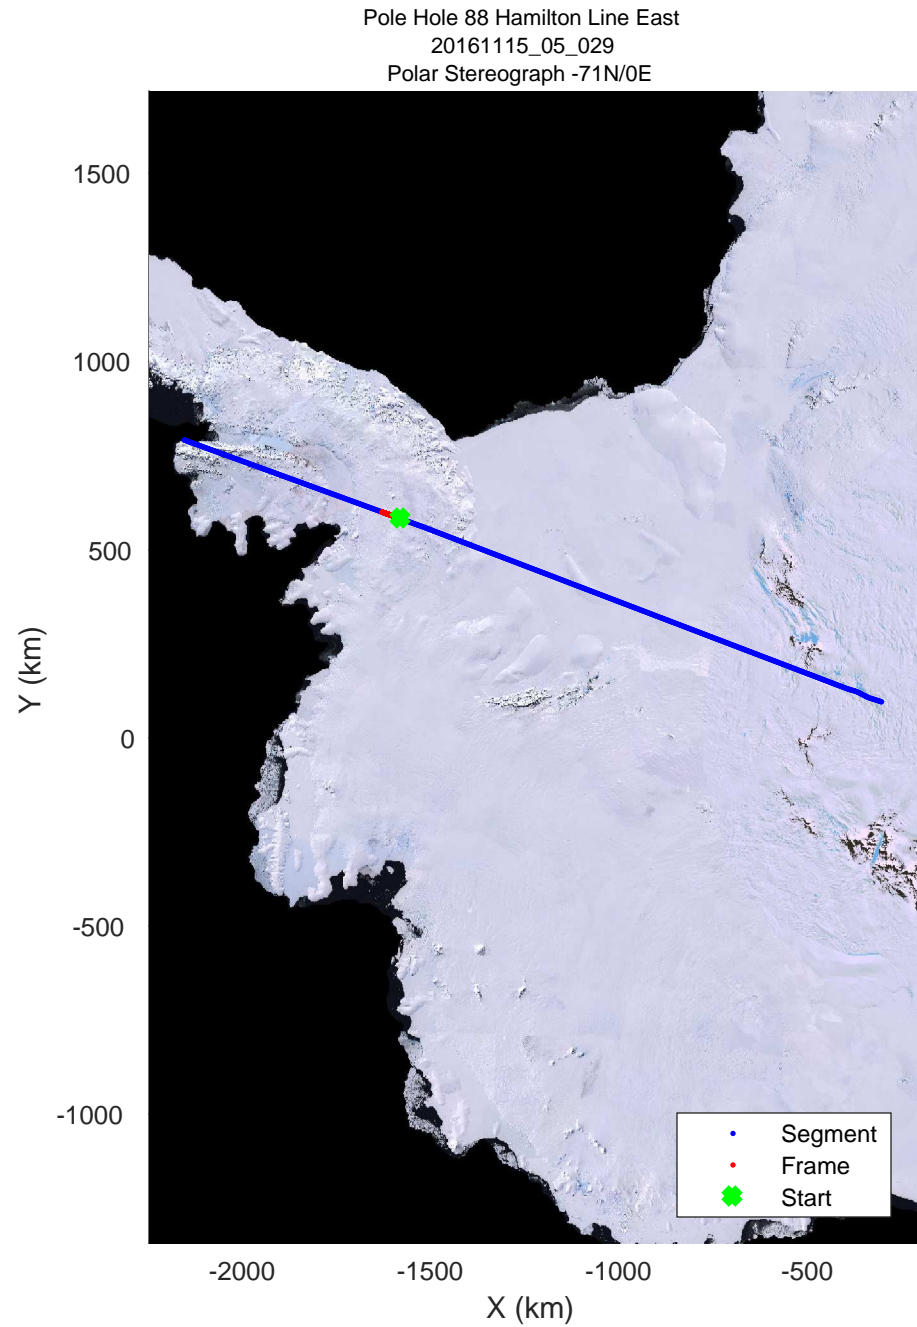 Pole Hole 88 Hamilton Line East
20161115_05_029
Polar Stereograph -71N/0E
1500
1000
500
0
-500
-1000
Y (km)
Segment
Frame
Start
-2000 -1500 -1000 -500
X (km)